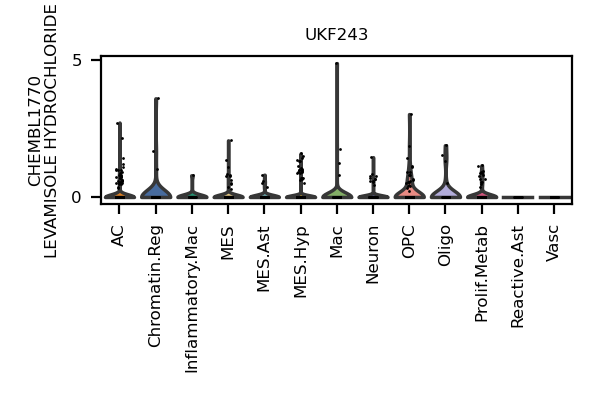 UKF243
CHEMBL1770
LEVAMISOLE HYDROCHLORIDE
5
0
AC
Chromatin.Reg
Inflammatory.Mac
MES
MES.Ast
MES.Hyp
Mac
Neuron
OPC
Oligo
Prolif.Metab
Reactive.Ast
Vasc